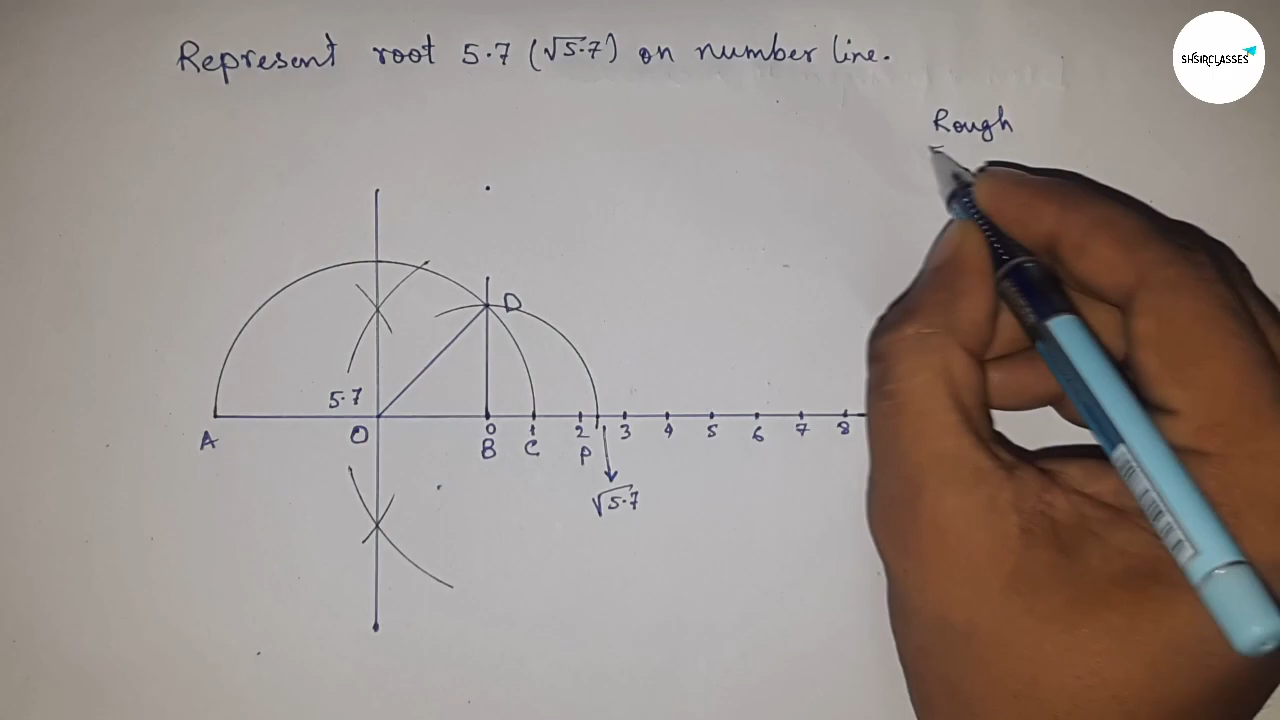 Represent root 5.7 (√5.7) on number line.
SHSIRCLASSES
Rough
D
5.7
A O 0 1 2 3 4 5 6 7 8
B C P
√5.7